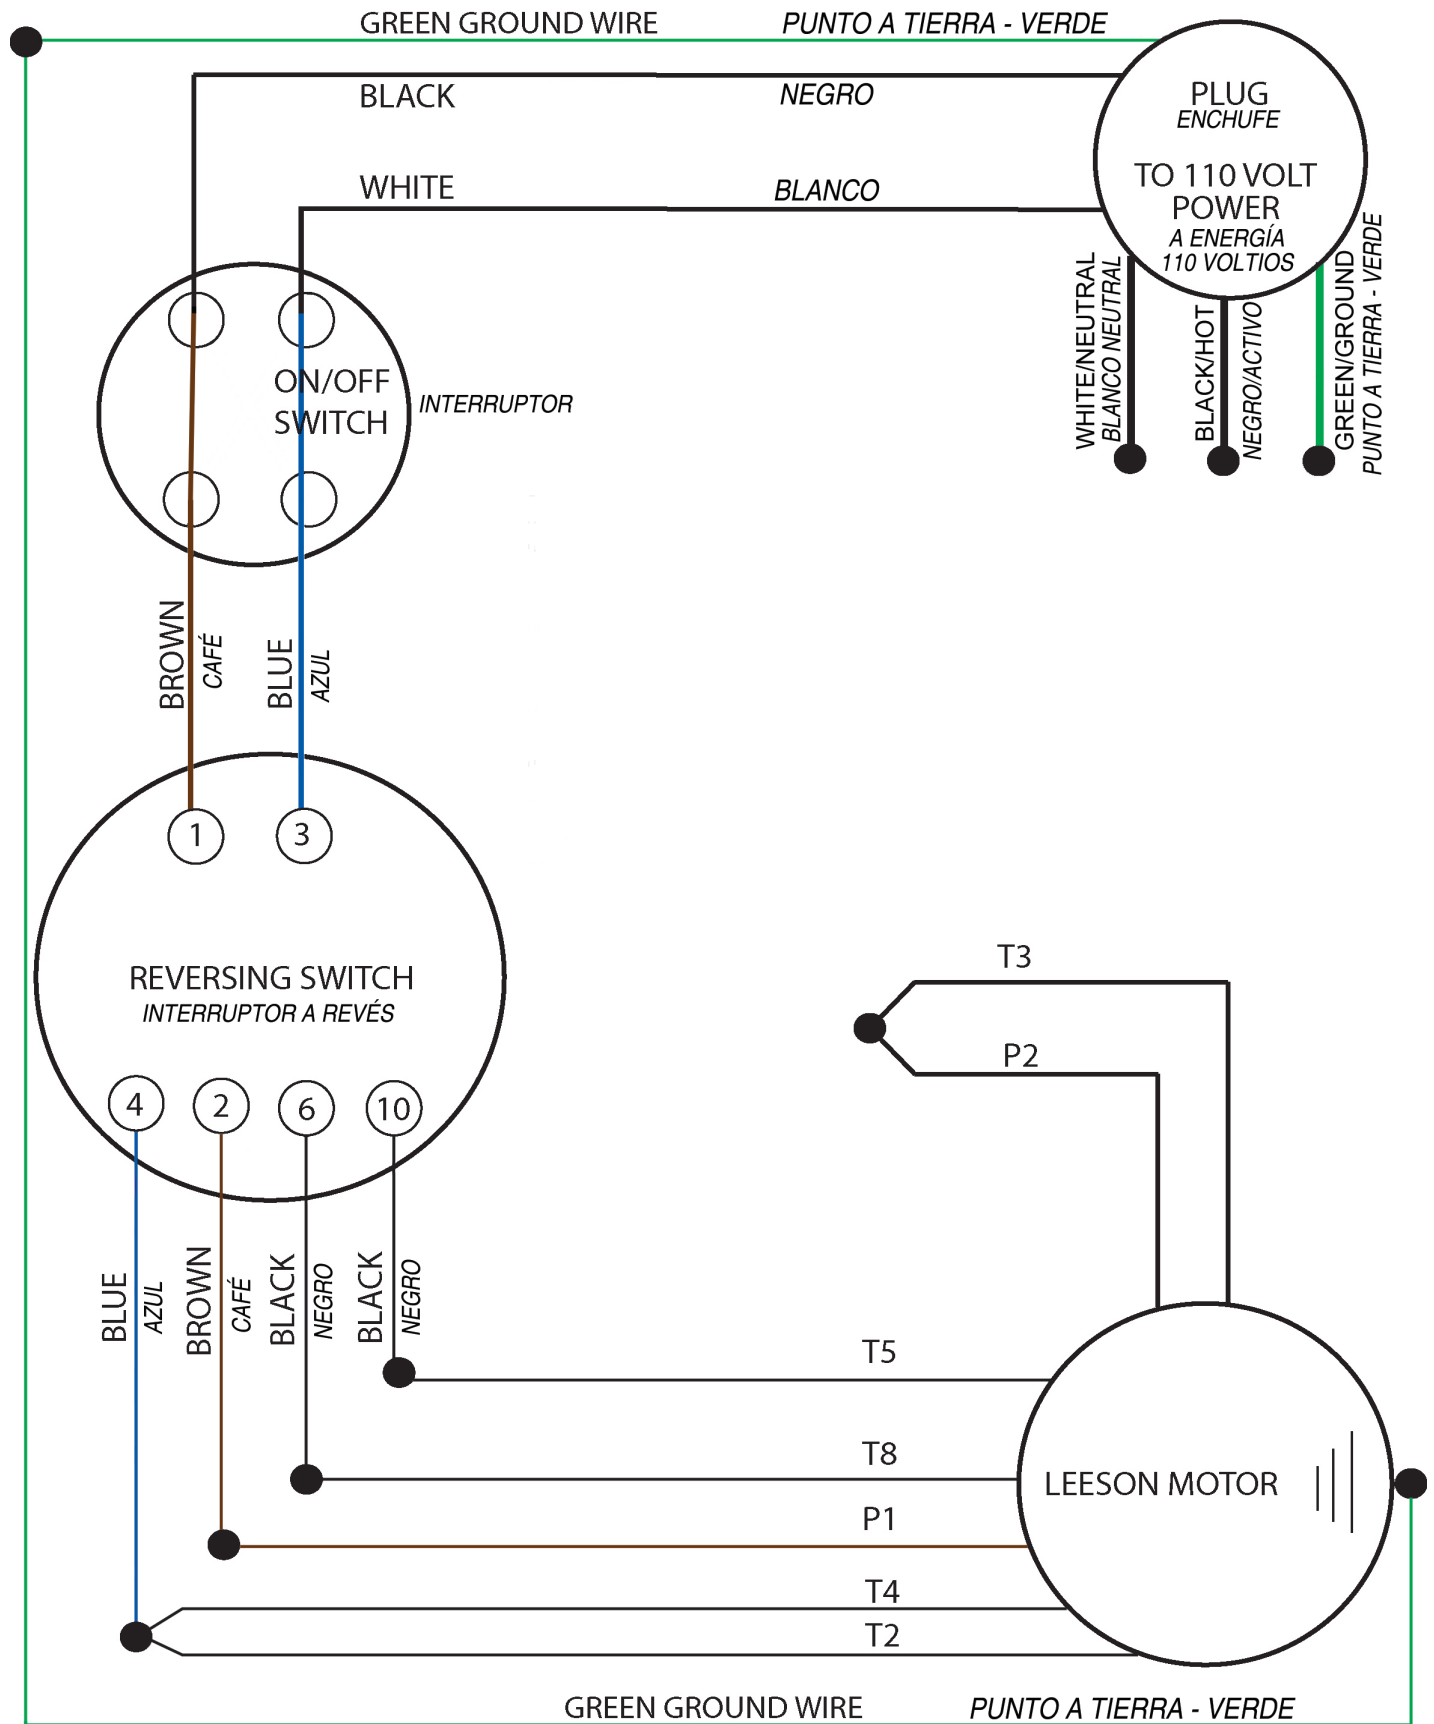 GREEN GROUND WIRE
PUNTO A TIERRA - VERDE
BLACK
NEGRO
PLUG
ENCHUFE
TO 110 VOLT
POWER
A ENERGÍA
110 VOLTIOS
WHITE
BLANCO
WHITE/NEUTRAL
BLANCO NEUTRAL
BLACK/HOT
NEGRO/ACTIVO
GREEN/GROUND
PUNTO A TIERRA - VERDE
ON/OFF
SWITCH
INTERRUPTOR
BROWN
CAFÉ
BLUE
AZUL
1
3
REVERSING SWITCH
INTERRUPTOR A REVÉS
4
2
6
10
BLUE
AZUL
BROWN
CAFÉ
BLACK
NEGRO
BLACK
NEGRO
T3
P2
T5
T8
P1
T4
T2
LEESON MOTOR
GREEN GROUND WIRE
PUNTO A TIERRA - VERDE